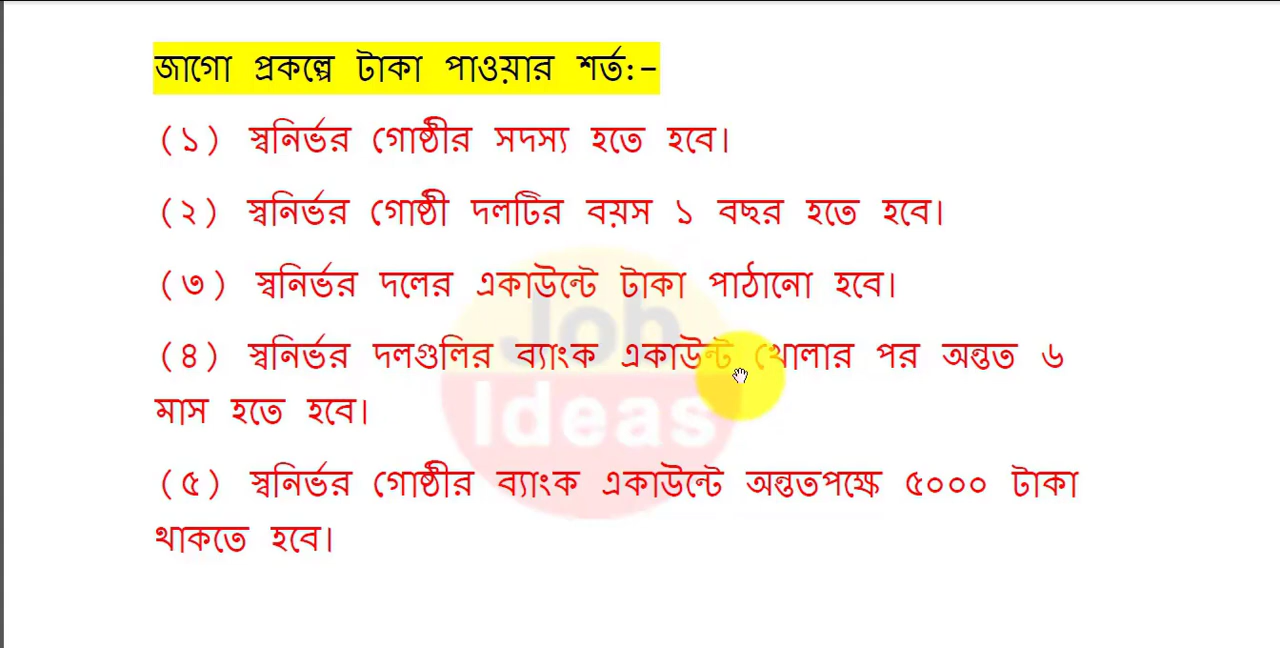 জাগো প্রকল্পে টাকা পাওয়ার শর্ত:-
(১) স্বনির্ভর গোষ্ঠীর সদস্য হতে হবে।
(২) স্বনির্ভর গোষ্ঠী দলটির বয়স ১ বছর হতে হবে।
(৩) স্বনির্ভর দলের একাউন্টে টাকা পাঠানো হবে।
(৪) স্বনির্ভর দলগুলির ব্যাংক একাউন্ট খোলার পর অন্তত ৬
মাস হতে হবে।
(৫) স্বনির্ভর গোষ্ঠীর ব্যাংক একাউন্টে অন্ততপক্ষে ৫০০০ টাকা
থাকতে হবে।
Job
Ideas